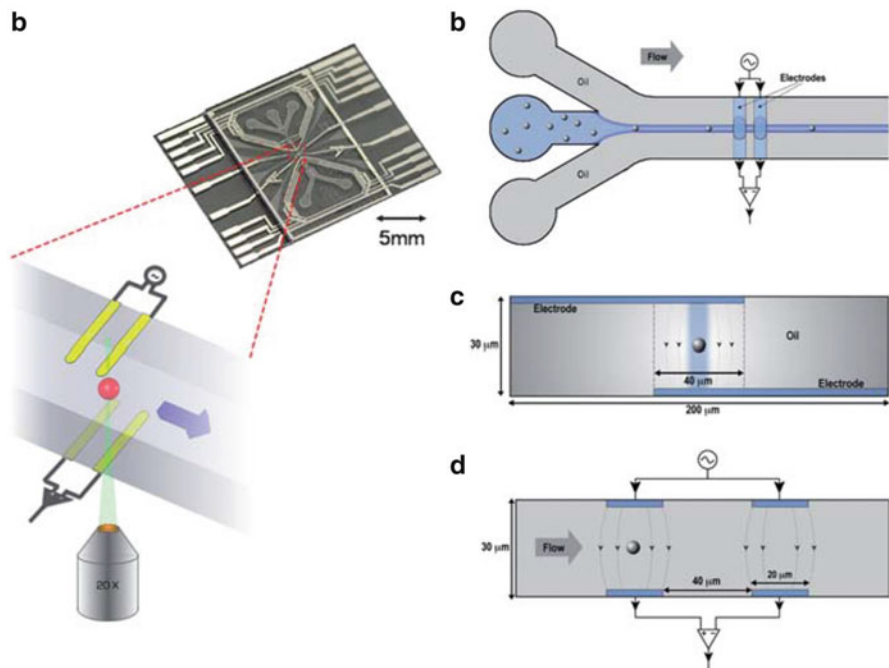 b
5mm
20 X
b
Flow
Oil
Electrodes
Oil
c
Electrode
30 μm
Oil
40 μm
Electrode
200 μm
d
30 μm
Flow
40 μm
20 μm